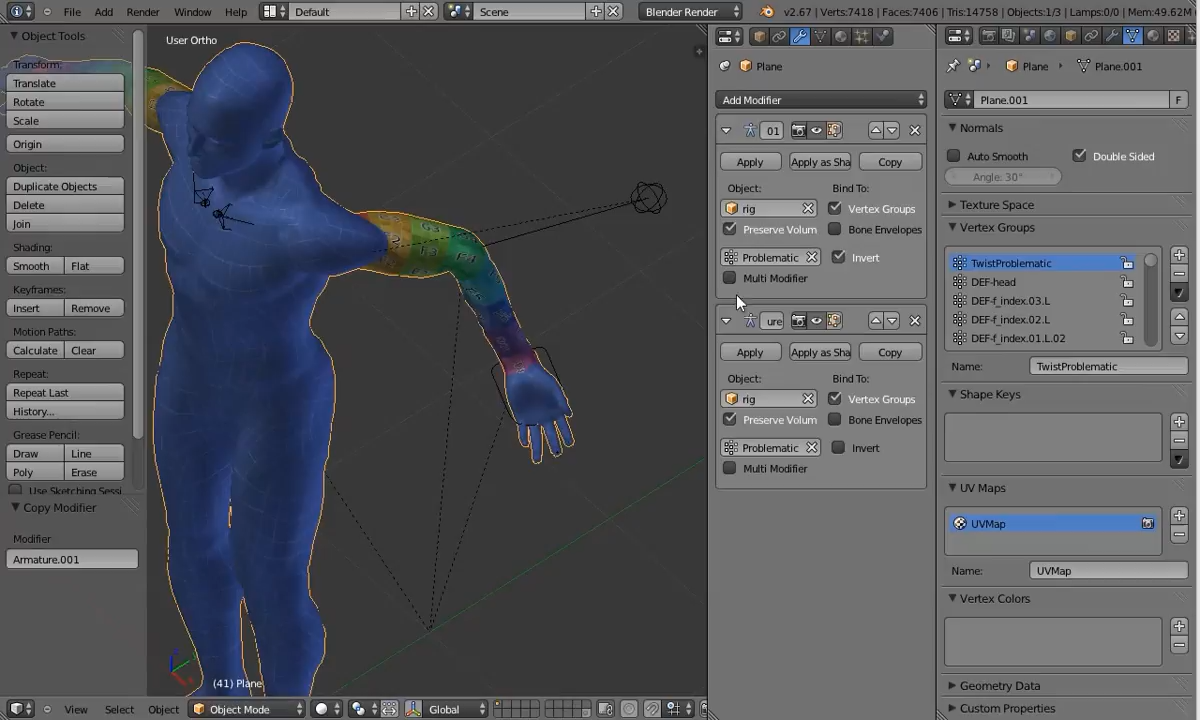 File Add Render Window Help Default Scene Blender Render v2.67 | Verts:7418 | Faces:7406 | Tris:14758 | Objects:1/3 | Lamps:0/0 | Mem:49.62M
Object Tools
Transform:
Translate
Rotate
Scale
Origin
Object:
Duplicate Objects
Delete
Join
Shading:
Smooth Flat
Keyframes:
Insert Remove
Motion Paths:
Calculate Clear
Repeat:
Repeat Last
History...
Grease Pencil:
Draw Line
Poly Erase
Use Sketching Sessi
Copy Modifier
Modifier
Armature.001
User Ortho
(41) Plane
View Select Object Object Mode Global
Plane
Add Modifier
01
Apply Apply as Sha Copy
Object: Bind To:
rig Vertex Groups
Preserve Volum Bone Envelopes
Problematic Invert
Multi Modifier
ure
Apply Apply as Sha Copy
Object: Bind To:
rig Vertex Groups
Preserve Volum Bone Envelopes
Problematic Invert
Multi Modifier
Plane Plane.001
Plane.001 F
Normals
Auto Smooth Double Sided
Angle: 30°
Texture Space
Vertex Groups
TwistProblematic
DEF-head
DEF-f_index.03.L
DEF-f_index.02.L
DEF-f_index.01.L.02
Name: TwistProblematic
Shape Keys
UV Maps
UVMap
Name: UVMap
Vertex Colors
Geometry Data
Custom Properties